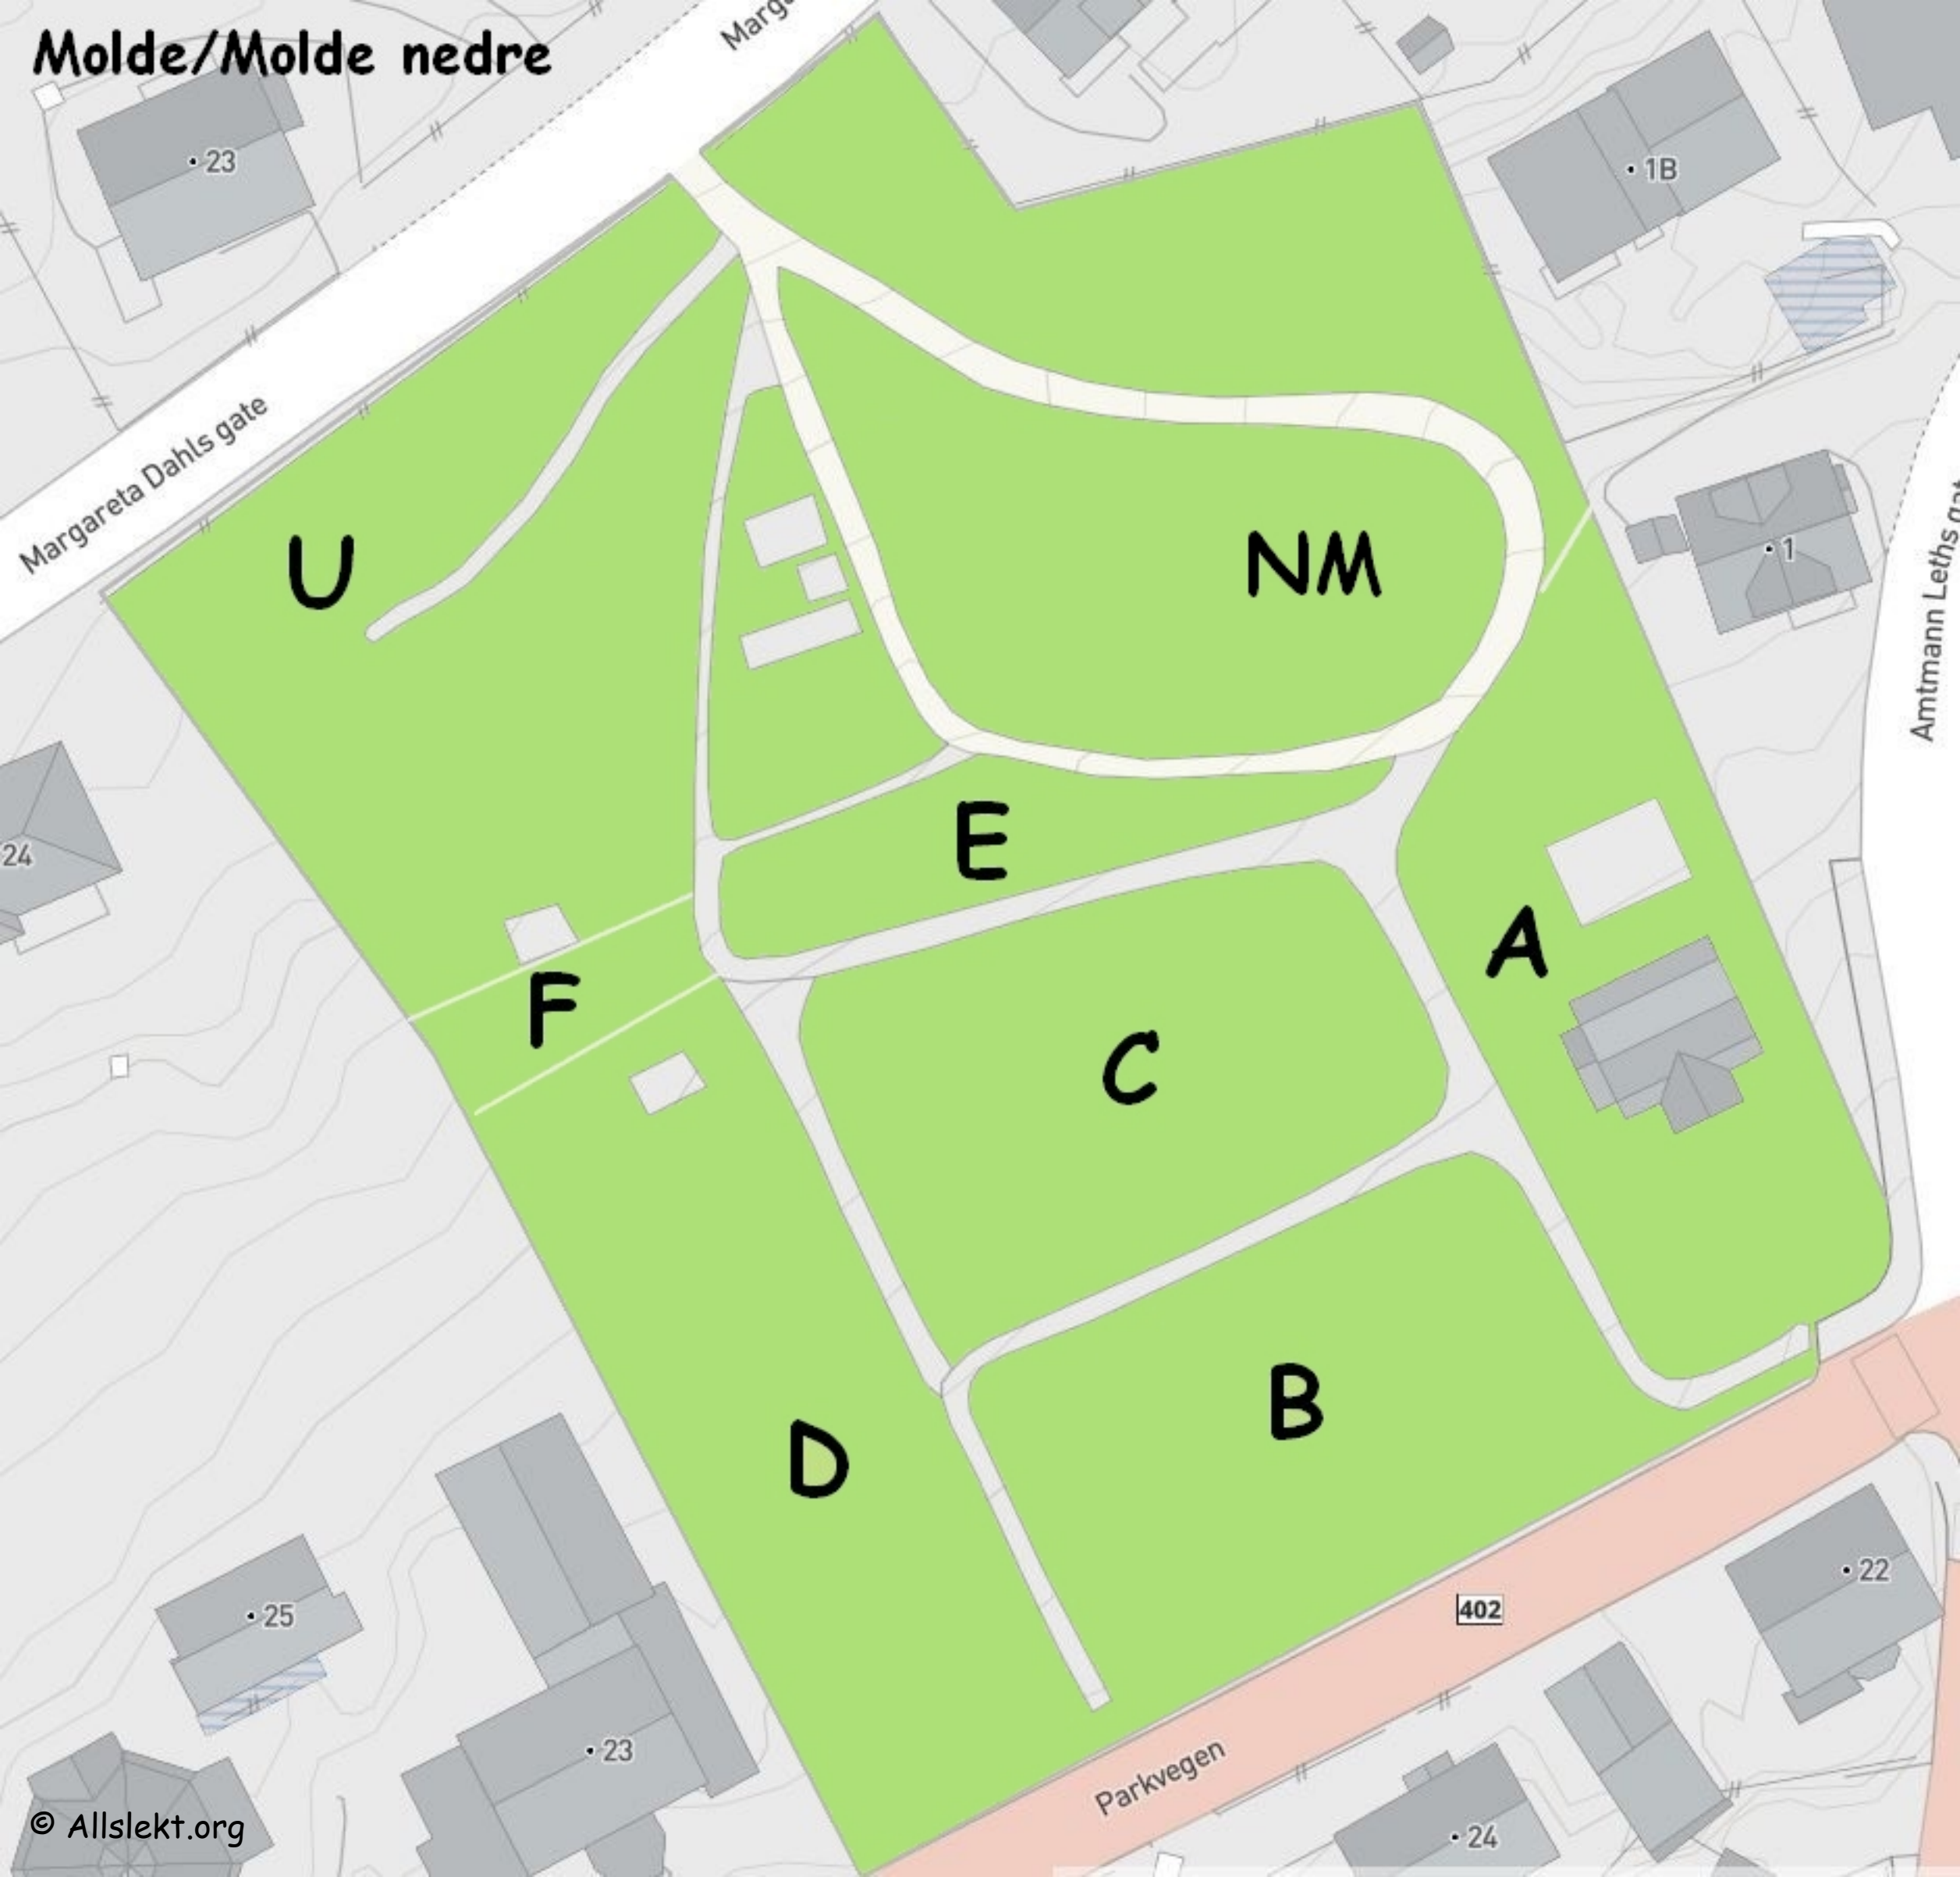 Molde/Molde nedre
Marg
23
1B
Margareta Dahls gate
U
NM
1
Amtmann Leths gat
24
E
A
F
C
B
D
25
402
22
23
Parkvegen
24
© Allslekt.org